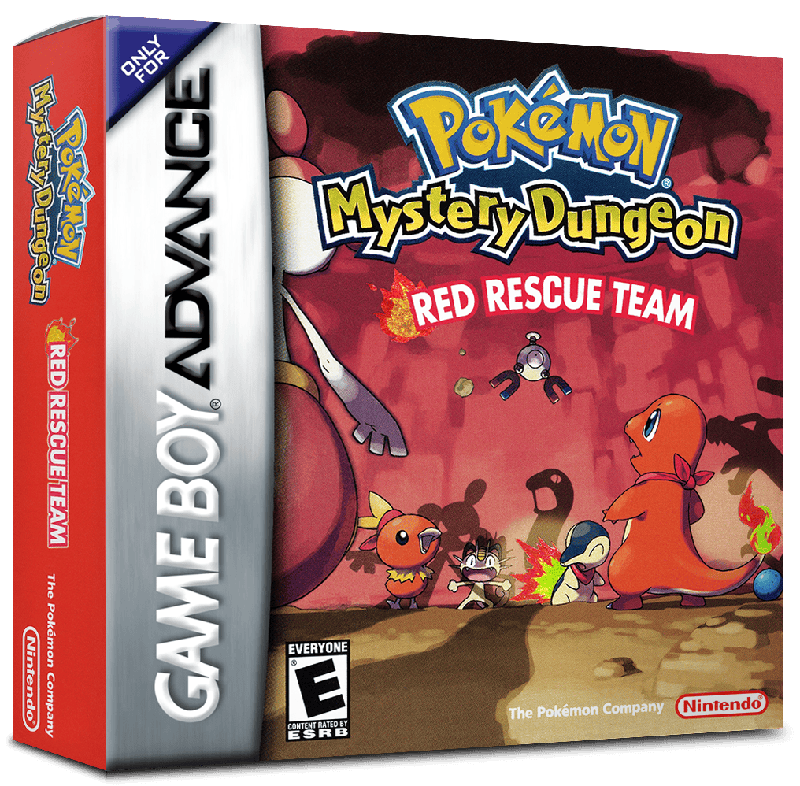 POKéMON
Mystery Dungeon
RED RESCUE TEAM
The Pokémon Company
Nintendo®
ONLY
FOR
GAME BOY ADVANCE
®
POKéMON®
Mystery Dungeon
RED RESCUE TEAM
EVERYONE
E
®
CONTENT RATED BY
ESRB
The Pokémon Company
Nintendo®